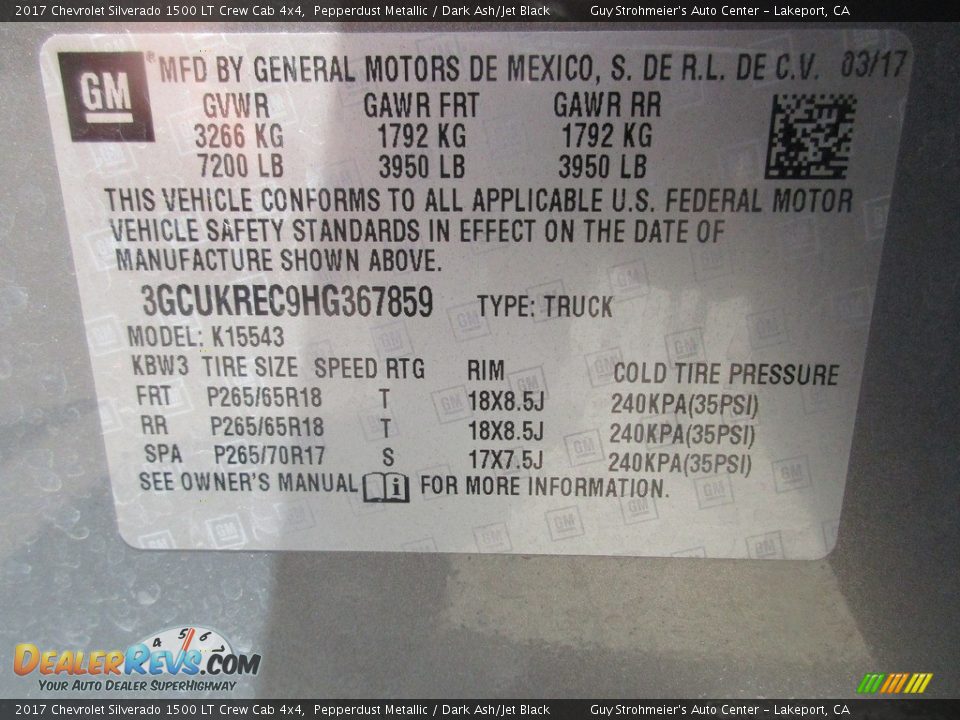 2017 Chevrolet Silverado 1500 LT Crew Cab 4x4, Pepperdust Metallic / Dark Ash/Jet Black Guy Strohmeier's Auto Center – Lakeport, CA
GM® MFD BY GENERAL MOTORS DE MEXICO, S. DE R.L. DE C.V. 03/17
GVWR GAWR FRT GAWR RR
3266 KG 1792 KG 1792 KG
7200 LB 3950 LB 3950 LB
THIS VEHICLE CONFORMS TO ALL APPLICABLE U.S. FEDERAL MOTOR
VEHICLE SAFETY STANDARDS IN EFFECT ON THE DATE OF
MANUFACTURE SHOWN ABOVE.
3GCUKREC9HG367859 TYPE: TRUCK
MODEL: K15543
KBW3 TIRE SIZE SPEED RTG RIM COLD TIRE PRESSURE
FRT P265/65R18 T 18X8.5J 240KPA(35PSI)
RR P265/65R18 T 18X8.5J 240KPA(35PSI)
SPA P265/70R17 S 17X7.5J 240KPA(35PSI)
SEE OWNER'S MANUAL i FOR MORE INFORMATION.
4 5 6
DEALERREVS.COM
YOUR AUTO DEALER SUPERHIGHWAY
2017 Chevrolet Silverado 1500 LT Crew Cab 4x4, Pepperdust Metallic / Dark Ash/Jet Black Guy Strohmeier's Auto Center – Lakeport, CA